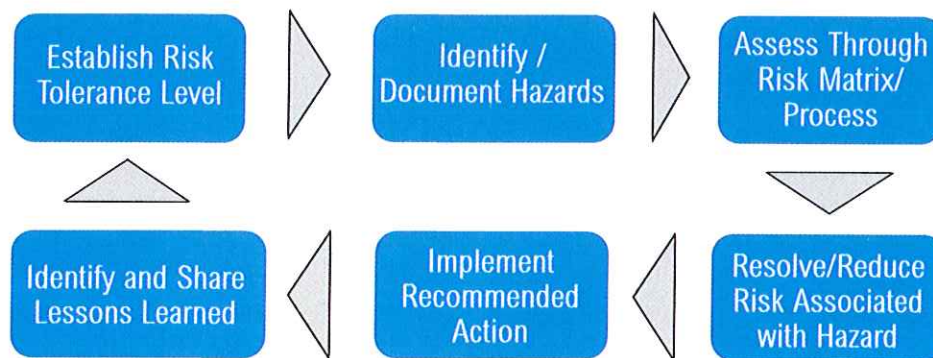 Establish Risk
Tolerance Level
Identify /
Document Hazards
Assess Through
Risk Matrix/
Process
Resolve/Reduce
Risk Associated
with Hazard
Implement
Recommended
Action
Identify and Share
Lessons Learned